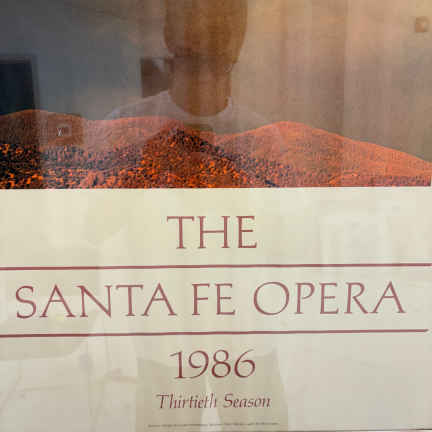 THE
SANTA FE OPERA
1986
Thirtieth Season